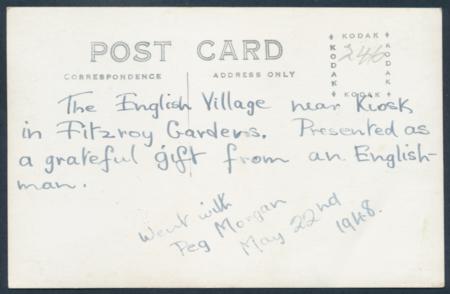 POST CARD
CORRESPONDENCE
ADDRESS ONLY
KODAK
KODAK
KODAK
KODAK
246
The English Village near Kiosk
in Fitzroy Gardens. Presented as
a grateful gift from an English-
man.
Went with
Peg Morgan
May 22nd
1948.